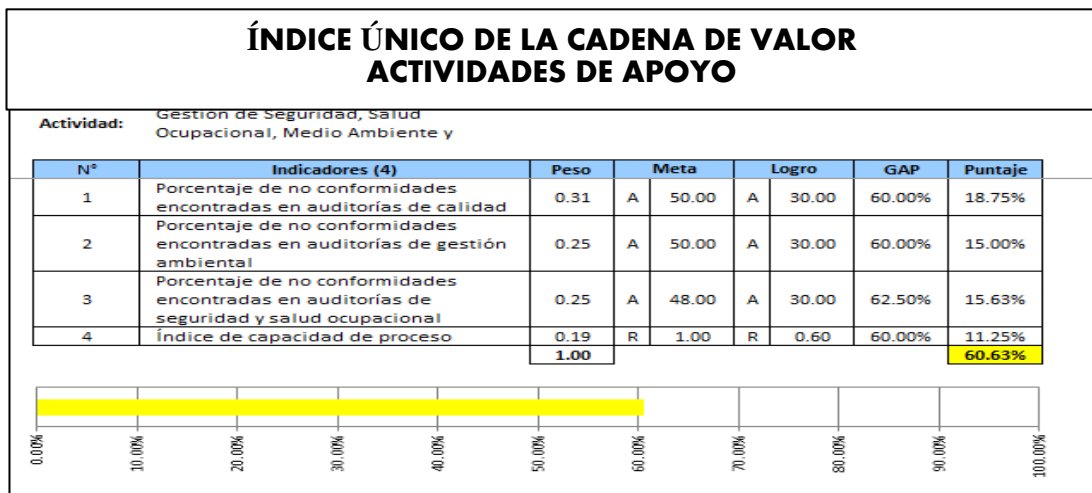 ÍNDICE ÚNICO DE LA CADENA DE VALOR
ACTIVIDADES DE APOYO
Actividad:
Gestión de Seguridad, Salud
Ocupacional, Medio Ambiente y
N° Indicadores (4) Peso Meta Logro GAP Puntaje
1 Porcentaje de no conformidades
encontradas en auditorías de calidad 0.31 A 50.00 A 30.00 60.00% 18.75%
2 Porcentaje de no conformidades
encontradas en auditorías de gestión
ambiental 0.25 A 50.00 A 30.00 60.00% 15.00%
3 Porcentaje de no conformidades
encontradas en auditorías de
seguridad y salud ocupacional 0.25 A 48.00 A 30.00 62.50% 15.63%
4 Índice de capacidad de proceso 0.19 R 1.00 R 0.60 60.00% 11.25%
1.00 60.63%
0.00% 10.00% 20.00% 30.00% 40.00% 50.00% 60.00% 70.00% 80.00% 90.00% 100.00%